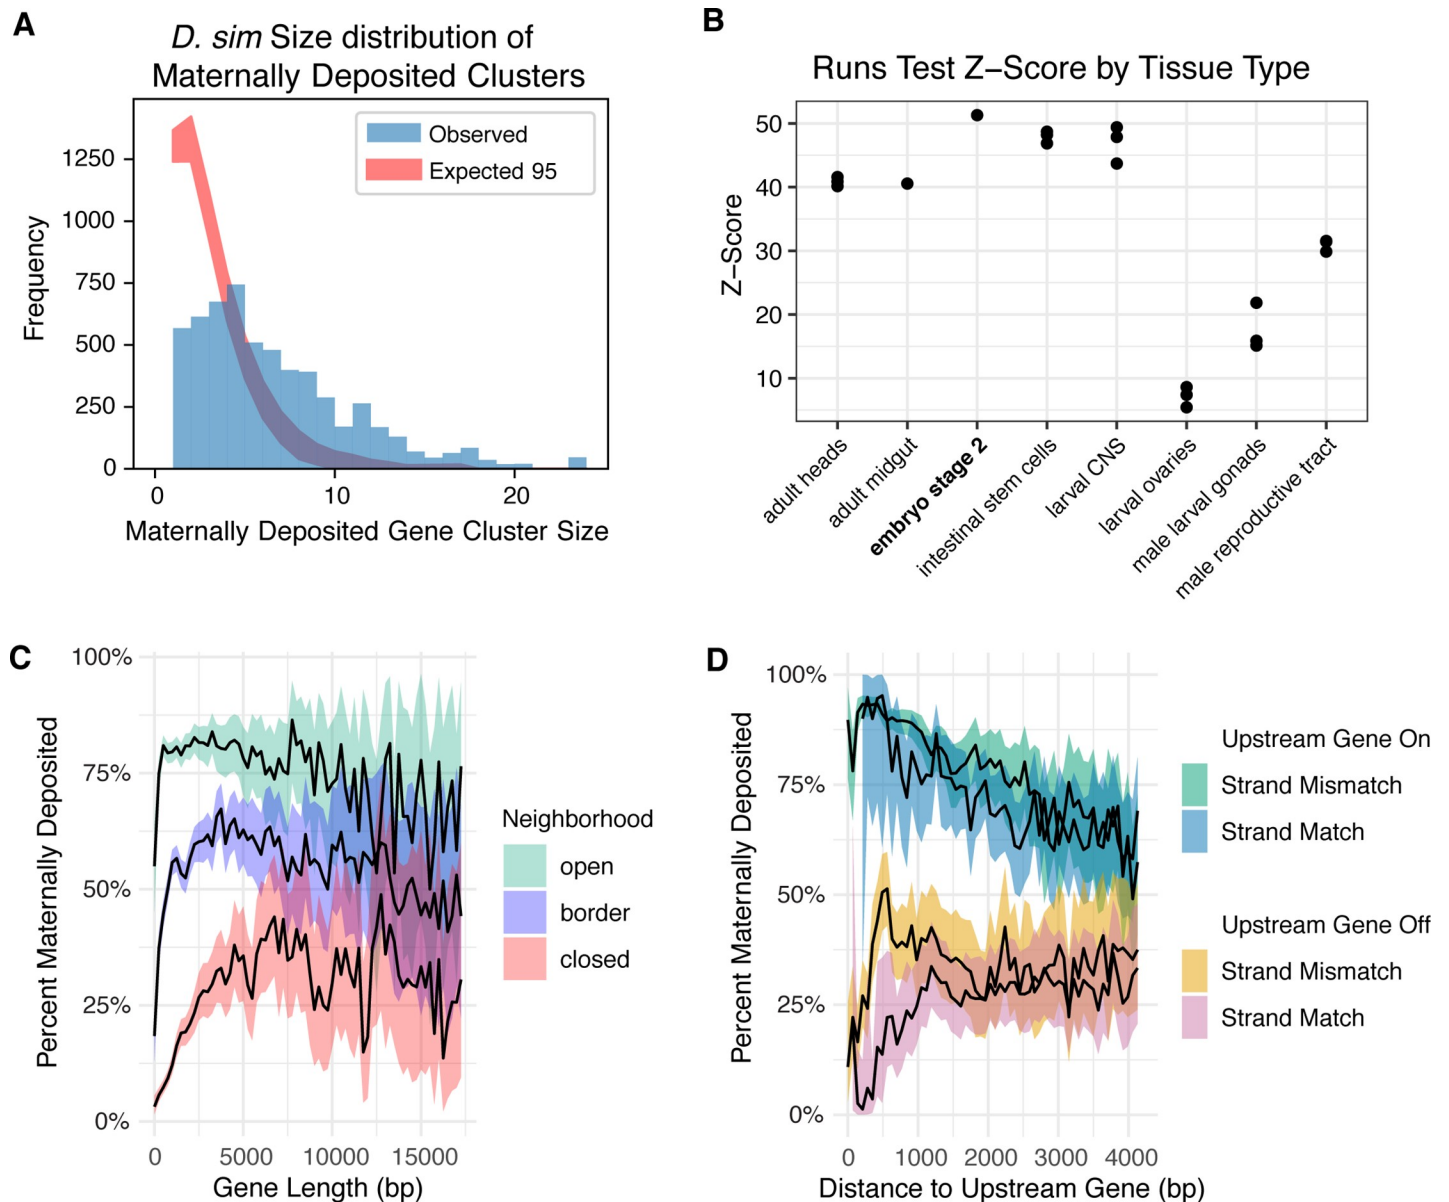 A
D. sim Size distribution of
Maternally Deposited Clusters
Observed
Expected 95
Frequency
1250
1000
750
500
250
0
0
10
20
Maternally Deposited Gene Cluster Size
B
Runs Test Z−Score by Tissue Type
Z−Score
50
40
30
20
10
adult heads
adult midgut
embryo stage 2
intestinal stem cells
larval CNS
larval ovaries
male larval gonads
male reproductive tract
C
Percent Maternally Deposited
100%
75%
50%
25%
0%
0
5000
10000
15000
Gene Length (bp)
Neighborhood
open
border
closed
D
Percent Maternally Deposited
100%
75%
50%
25%
0%
0
1000
2000
3000
4000
Distance to Upstream Gene (bp)
Upstream Gene On
Strand Mismatch
Strand Match
Upstream Gene Off
Strand Mismatch
Strand Match